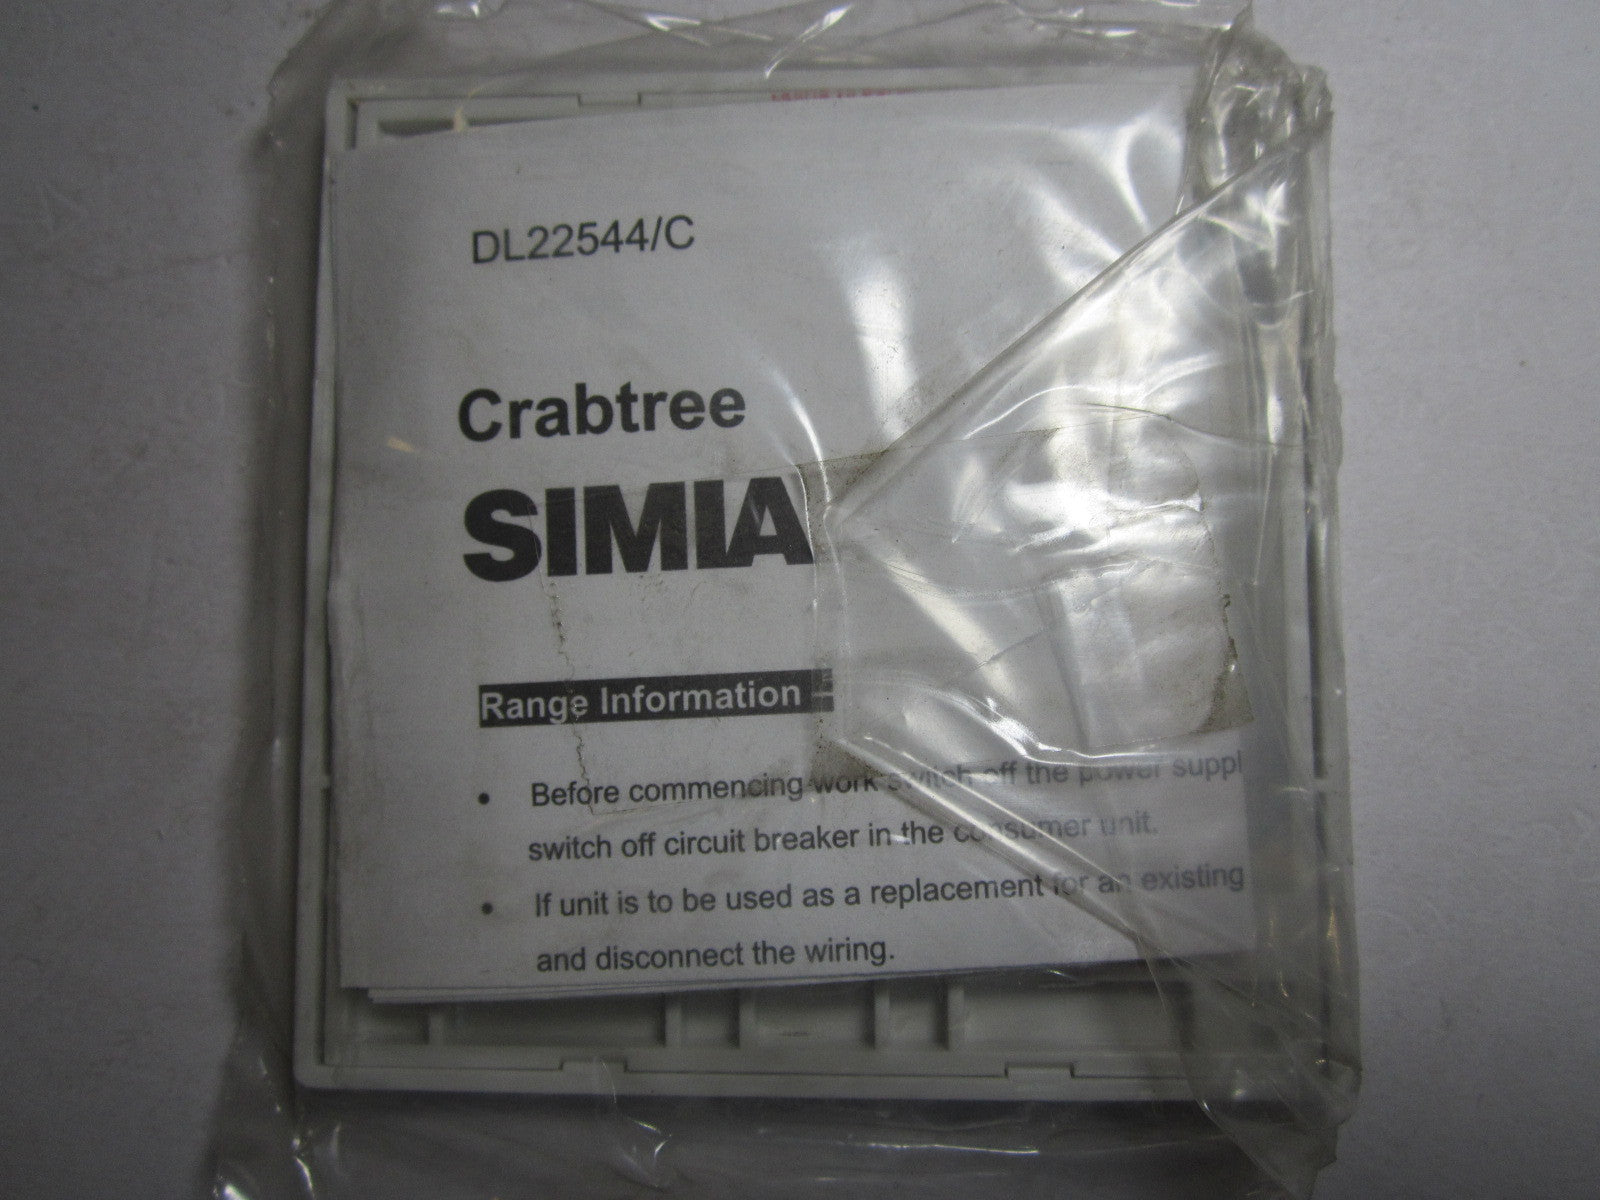 DL22544/C
Crabtree
SIMIA
Range Information
• Before commencing work switch off the power suppl
switch off circuit breaker in the consumer unit.
• If unit is to be used as a replacement for an existing
and disconnect the wiring.